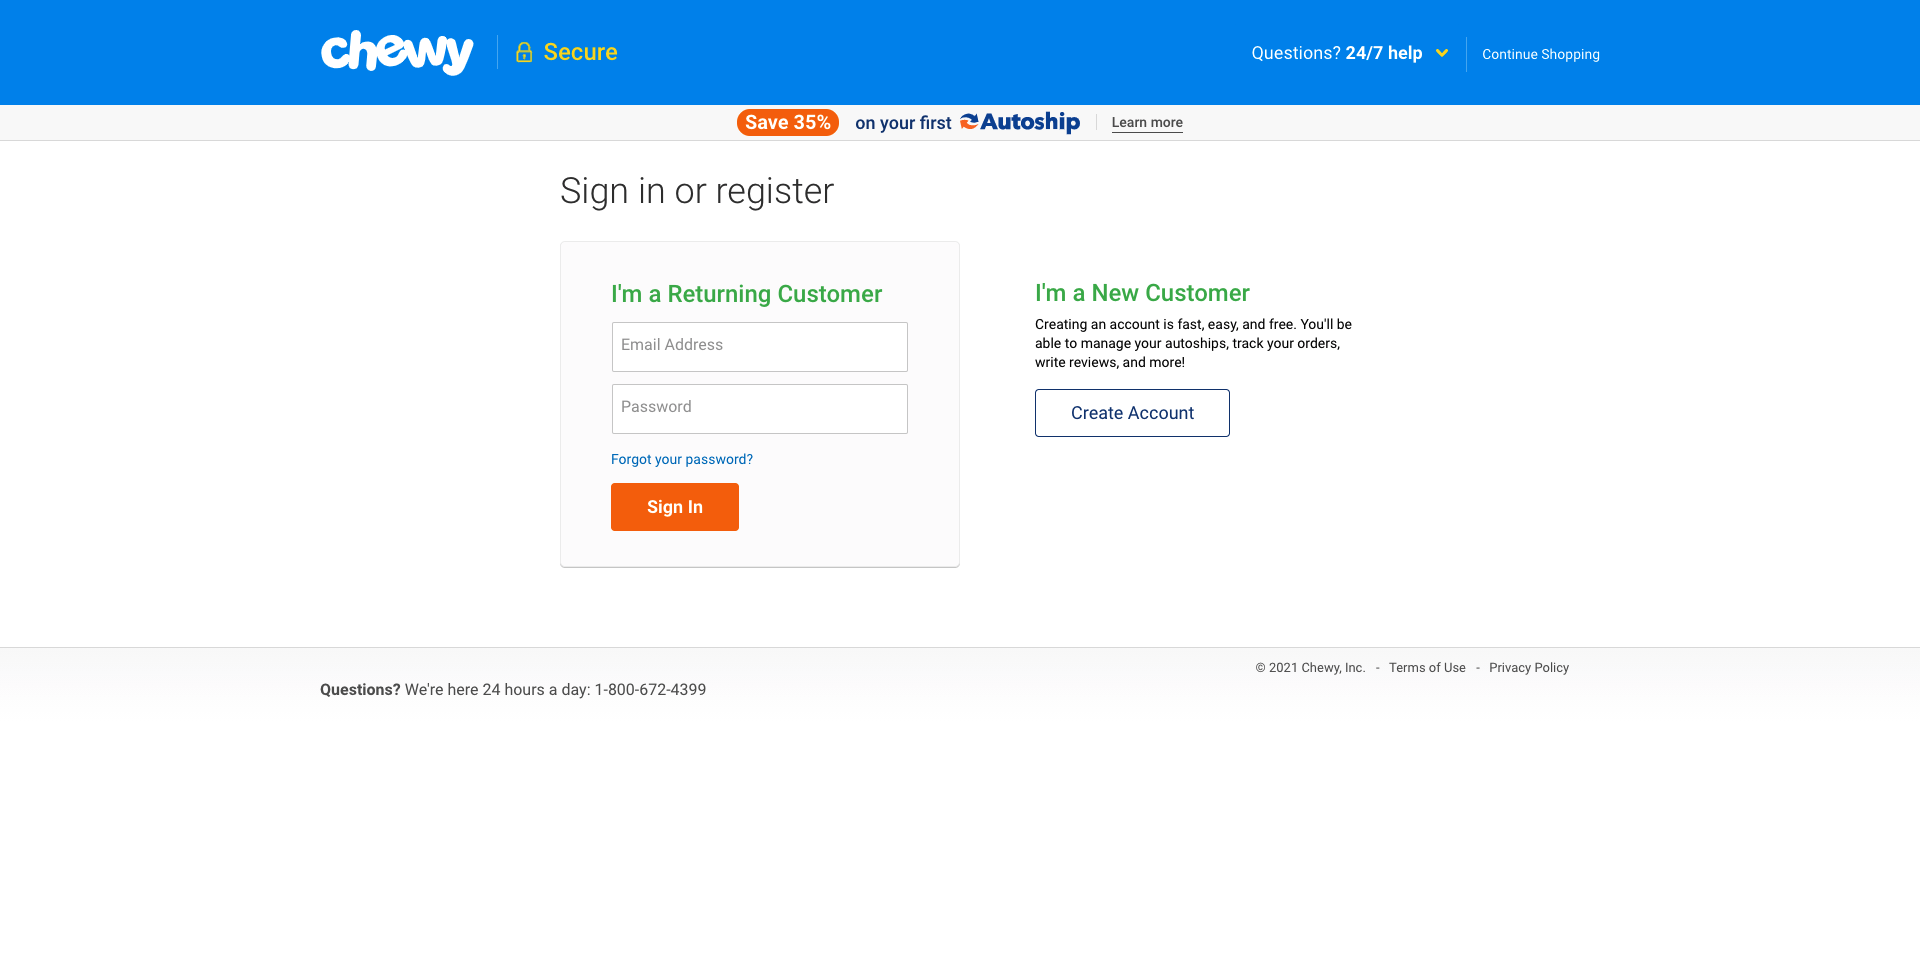 chewy Secure Questions? 24/7 help Continue Shopping
Save 35% on your first Autoship Learn more
Sign in or register
I'm a Returning Customer
Email Address
Password
Forgot your password?
Sign In
I'm a New Customer
Creating an account is fast, easy, and free. You'll be
able to manage your autoships, track your orders,
write reviews, and more!
Create Account
© 2021 Chewy, Inc. - Terms of Use - Privacy Policy
Questions? We're here 24 hours a day: 1-800-672-4399